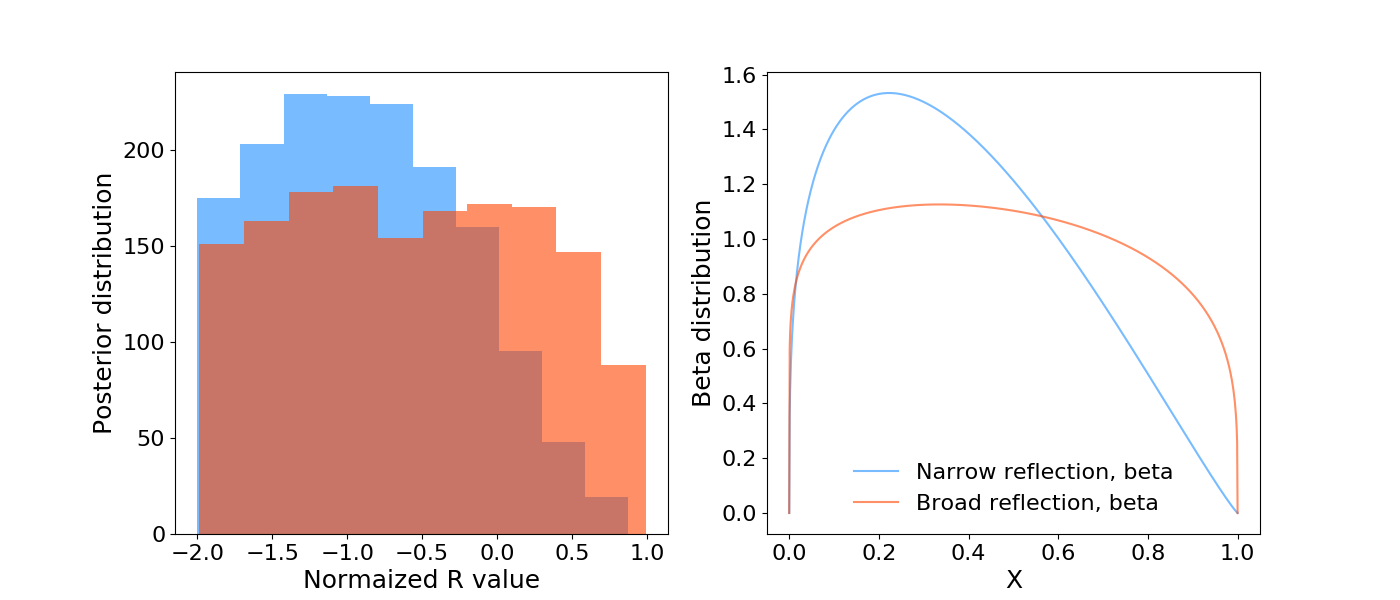 Posterior distribution
200
150
100
50
0
−2.0 −1.5 −1.0 −0.5 0.0 0.5 1.0
Normaized R value
Beta distribution
1.6
1.4
1.2
1.0
0.8
0.6
0.4
0.2
0.0
Narrow reflection, beta
Broad reflection, beta
0.0 0.2 0.4 0.6 0.8 1.0
X